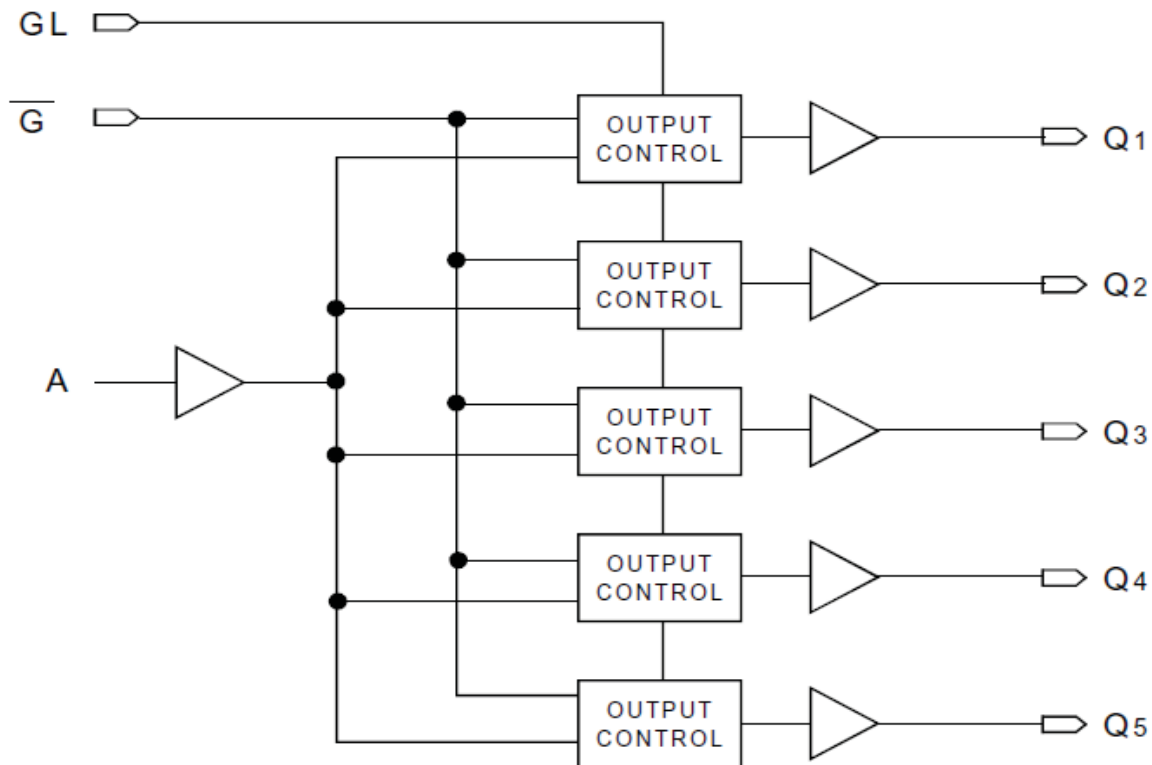 GL
G̅
OUTPUT
CONTROL
Q1
OUTPUT
CONTROL
Q2
A
OUTPUT
CONTROL
Q3
OUTPUT
CONTROL
Q4
OUTPUT
CONTROL
Q5